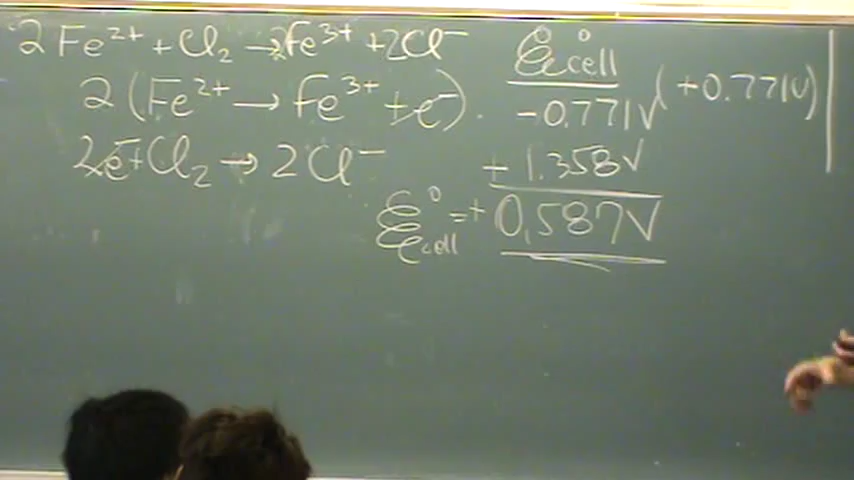 2Fe²⁺ + Cl₂ → 2Fe³⁺ + 2Cl⁻ ℰ°cell
2(Fe²⁺ → Fe³⁺ + e⁻). -0.771V (+0.771V)
2e⁻ + Cl₂ → 2Cl⁻ + 1.358V
ℰ°cell = + 0,587V